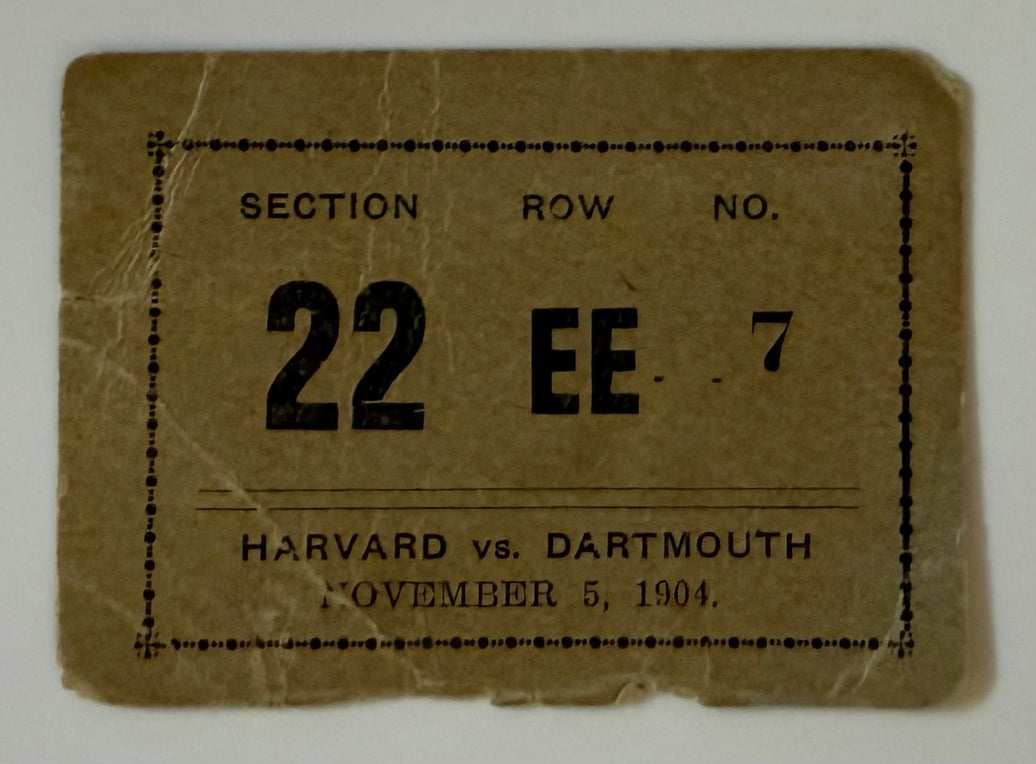 SECTION ROW NO.
22 EE - - 7
HARVARD vs. DARTMOUTH
NOVEMBER 5, 1904.